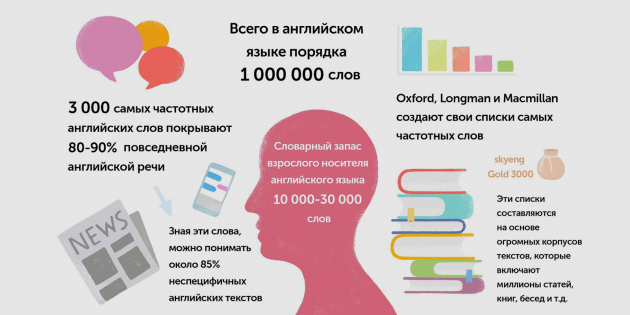 Всего в английском
языке порядка
1 000 000 слов
3 000 самых частотных
английских слов покрывают
80-90% повседневной
английской речи
Oxford, Longman и Macmillan
создают свои списки самых
частотных слов
Словарный запас
взрослого носителя
английского языка
10 000-30 000
слов
skyeng
Gold 3000
NEWS
Зная эти слова,
можно понимать
около 85%
неспецифичных
английских текстов
Эти списки
составляются
на основе
огромных корпусов
текстов, которые
включают
миллионы статей,
книг, бесед и т.д.